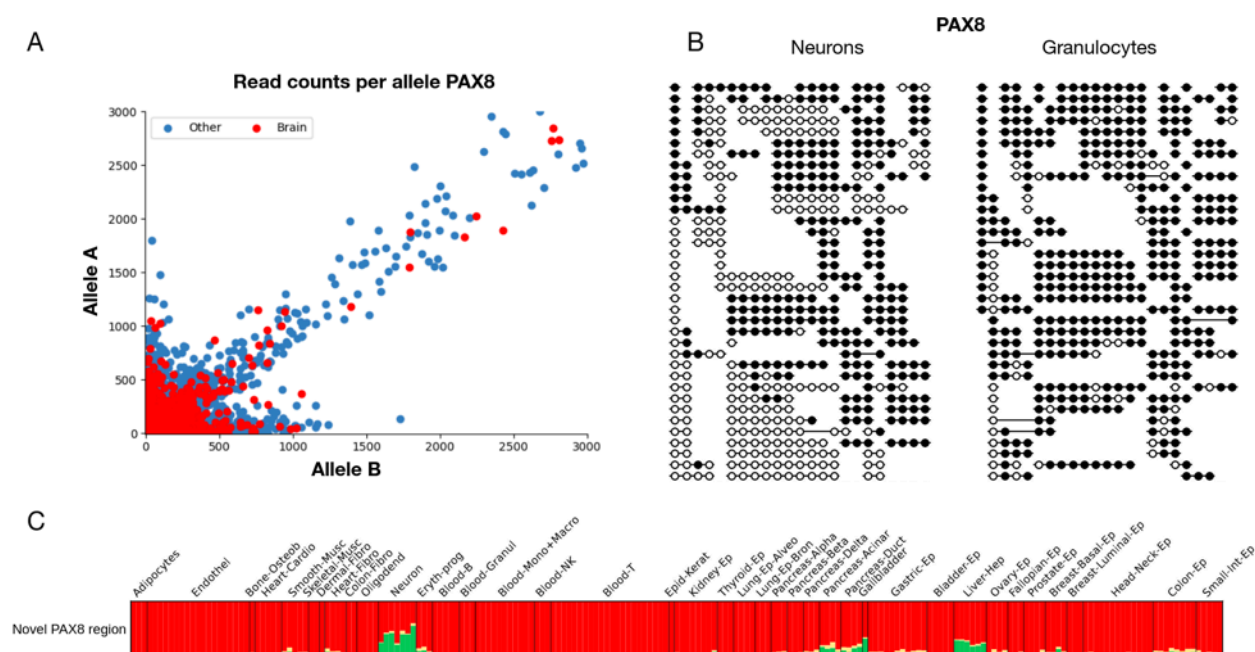 A
Read counts per allele PAX8
3000
2500
2000
1500
1000
500
0
Other
Brain
0
500
1000
1500
2000
2500
3000
Allele A
Allele B
B
PAX8
Neurons
Granulocytes
C
Adipocytes
Endothel
Bone-Osteob
Heart-Cardio
Smooth-Musc
Skeletal-Musc
Dermal-Fibro
Heart-Fibro
Colon-Fibro
Oligodend
Neuron
Eryth-prog
Blood-B
Blood-Granul
Blood-Mono+Macro
Blood-NK
Blood-T
Epid-Kerat
Kidney-Ep
Thyroid-Ep
Lung-Ep-Alveo
Lung-Ep-Bron
Pancreas-Alpha
Pancreas-Beta
Pancreas-Delta
Pancreas-Acinar
Pancreas-Duct
Gallbladder
Gastric-Ep
Bladder-Ep
Liver-Hep
Ovary-Ep
Fallopian-Ep
Prostate-Ep
Breast-Basal-Ep
Breast-Luminal-Ep
Head-Neck-Ep
Colon-Ep
Small-Int-Ep
Novel PAX8 region